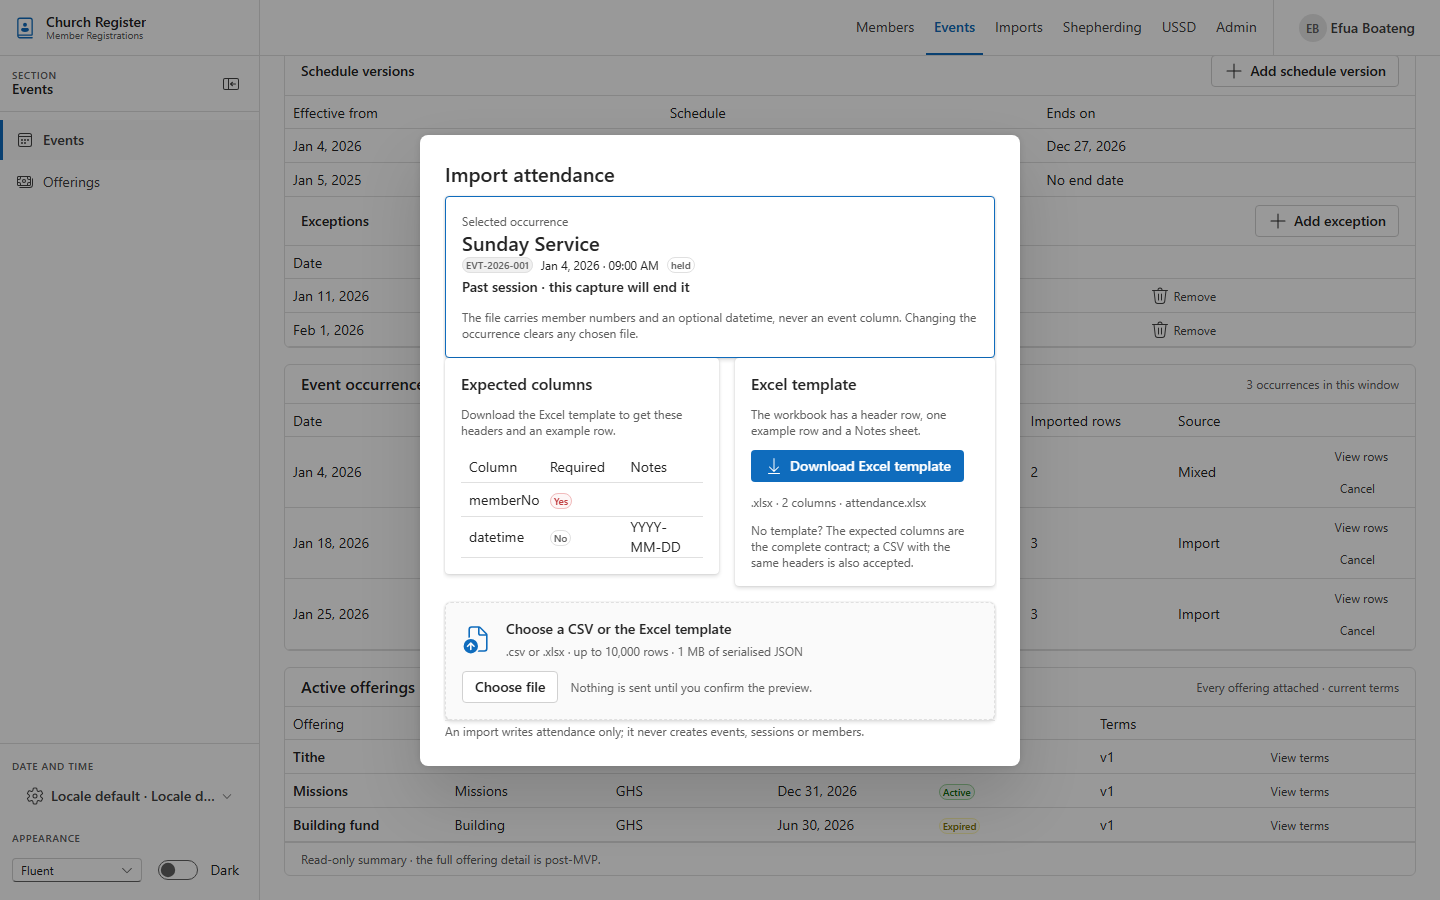 Church Register
Member Registrations
Members
Events
Imports
Shepherding
USSD
Admin
EB
Efua Boateng
SECTION
Events
Events
Offerings
DATE AND TIME
Locale default · Locale d...
APPEARANCE
Fluent
Dark
Schedule versions
Add schedule version
Effective from
Schedule
Ends on
Jan 4, 2026
Dec 27, 2026
Jan 5, 2025
No end date
Exceptions
Add exception
Date
Jan 11, 2026
Remove
Feb 1, 2026
Remove
Event occurrence
3 occurrences in this window
Date
Imported rows
Source
Jan 4, 2026
2
Mixed
View rows
Cancel
Jan 18, 2026
3
Import
View rows
Cancel
Jan 25, 2026
3
Import
View rows
Cancel
Active offerings
Every offering attached · current terms
Offering
Terms
Tithe
v1
View terms
Missions
Missions
GHS
Dec 31, 2026
Active
v1
View terms
Building fund
Building
GHS
Jun 30, 2026
Expired
v1
View terms
Read-only summary · the full offering detail is post-MVP.
Import attendance
Selected occurrence
Sunday Service
EVT-2026-001 Jan 4, 2026 · 09:00 AM held
Past session · this capture will end it
The file carries member numbers and an optional datetime, never an event column. Changing the
occurrence clears any chosen file.
Expected columns
Download the Excel template to get these
headers and an example row.
Column
Required
Notes
memberNo
Yes
datetime
No
YYYY-
MM-DD
Excel template
The workbook has a header row, one
example row and a Notes sheet.
Download Excel template
.xlsx · 2 columns · attendance.xlsx
No template? The expected columns are
the complete contract; a CSV with the
same headers is also accepted.
Choose a CSV or the Excel template
.csv or .xlsx · up to 10,000 rows · 1 MB of serialised JSON
Choose file
Nothing is sent until you confirm the preview.
An import writes attendance only; it never creates events, sessions or members.